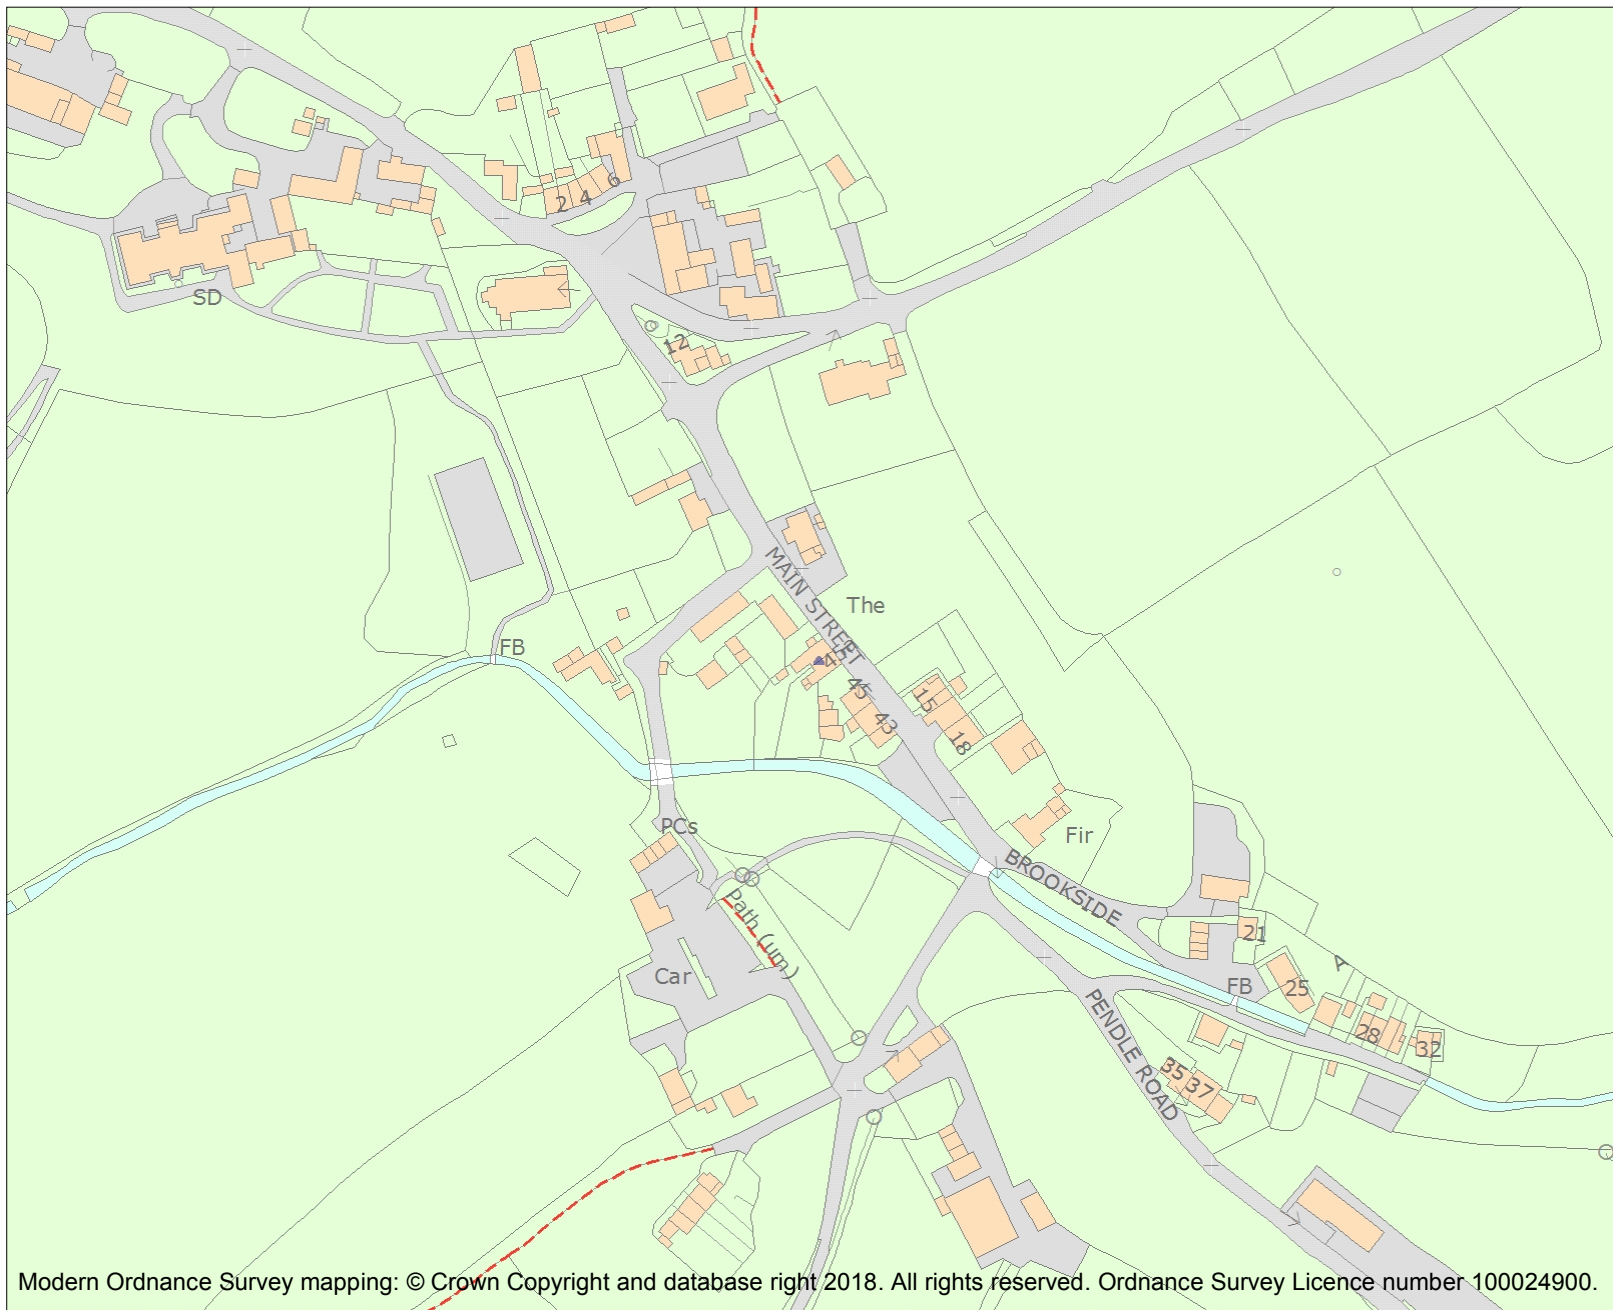 2
4
6
SD
12
MAIN STREET
The
FB
45
43
15
18
PCs
Fir
BROOKSIDE
Path (um)
21
Car
FB
25
A
28
32
PENDLE ROAD
35
37
Modern Ordnance Survey mapping: © Crown Copyright and database right 2018. All rights reserved. Ordnance Survey Licence number 100024900.